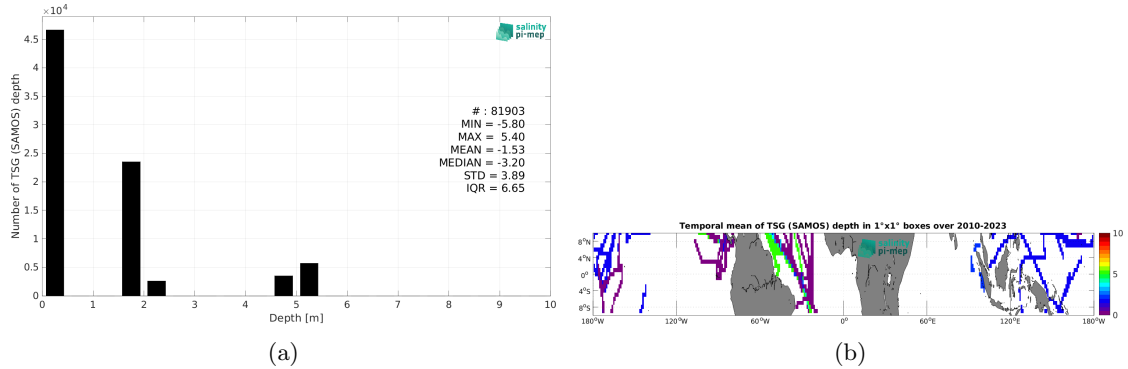 ×10⁴
4.5
4
3.5
3
2.5
2
1.5
1
0.5
0
Number of TSG (SAMOS) depth
salinity
pi-mep
# : 81903
MIN = -5.80
MAX = 5.40
MEAN = -1.53
MEDIAN = -3.20
STD = 3.89
IQR = 6.65
0 1 2 3 4 5 6 7 8 9 10
Depth [m]
(a)
Temporal mean of TSG (SAMOS) depth in 1°x1° boxes over 2010-2023
salinity
pi-mep
8°N
4°N
0°
4°S
8°S
180°W 120°W 60°W 0° 60°E 120°E 180°W
10
5
0
(b)